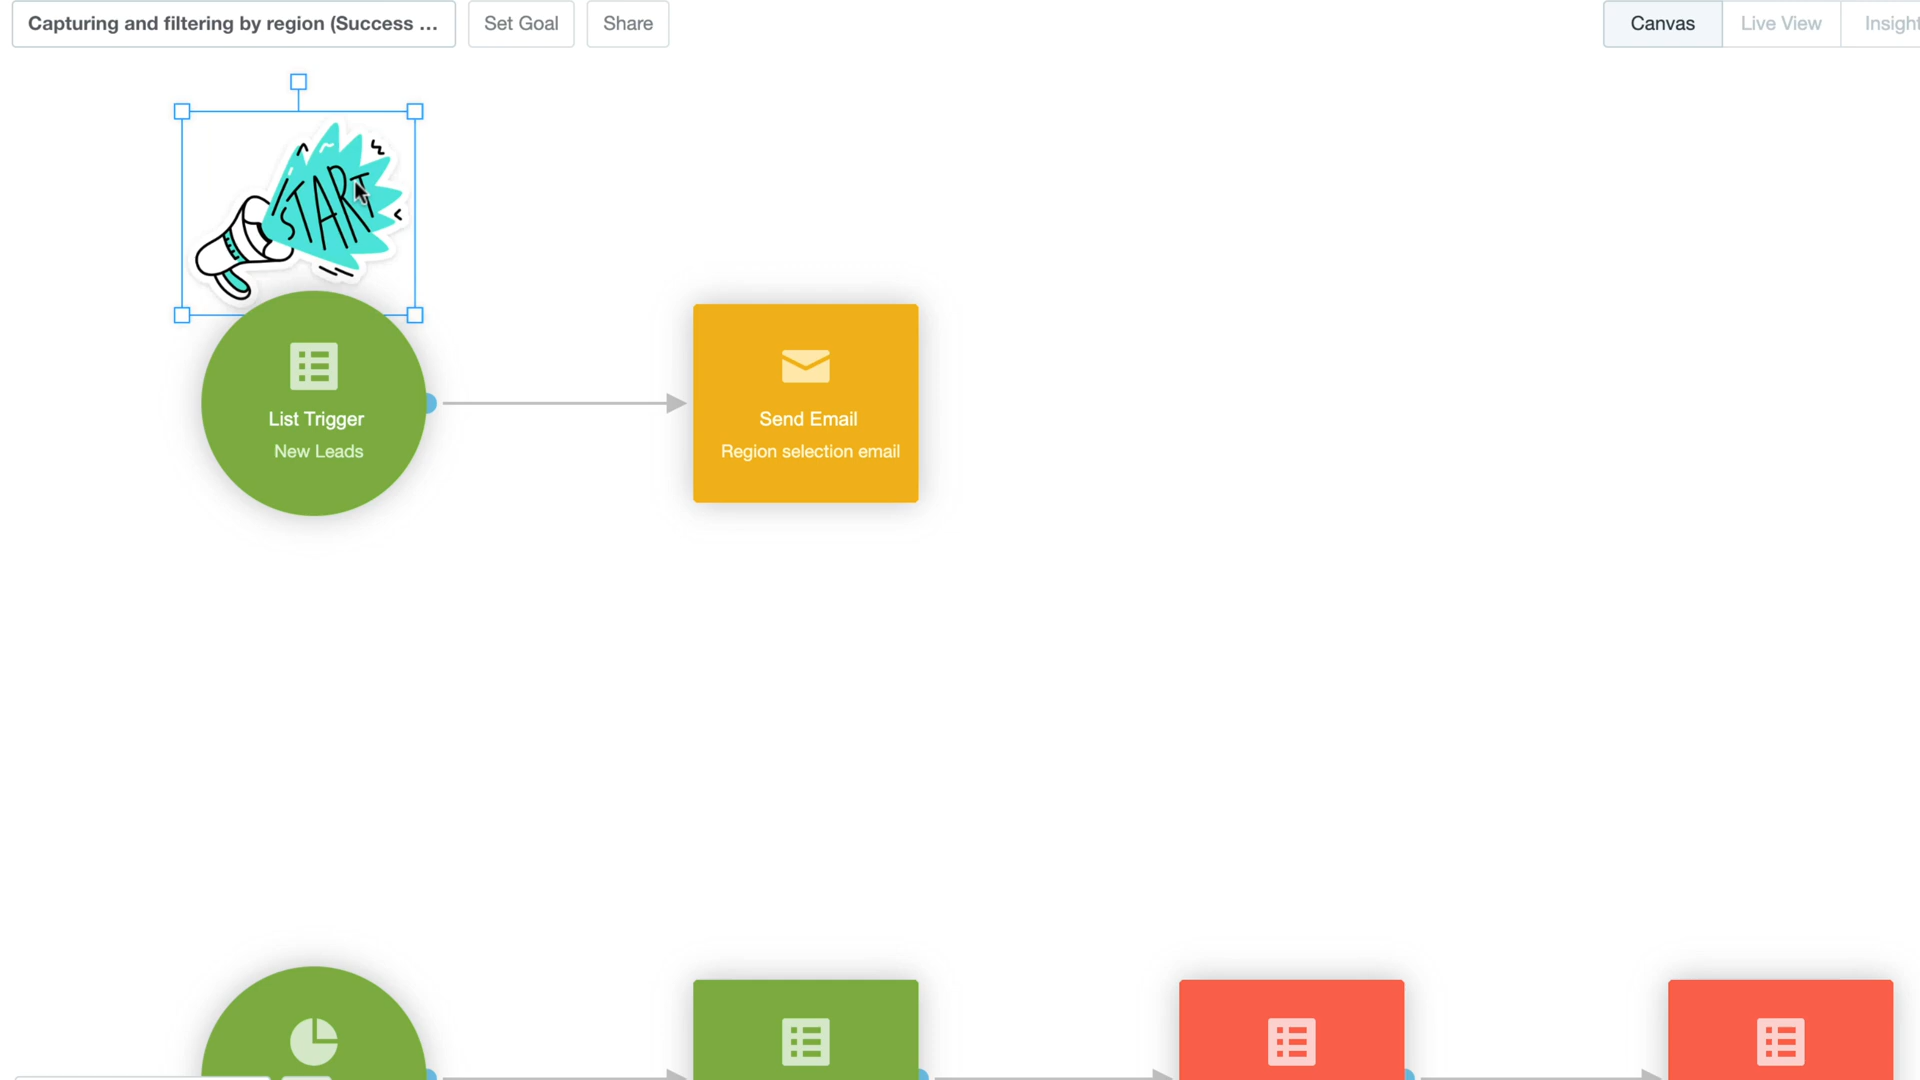 Capturing and filtering by region (Success ...
Set Goal
Share
Canvas
Live View
Insight
START
List Trigger
New Leads
Send Email
Region selection email